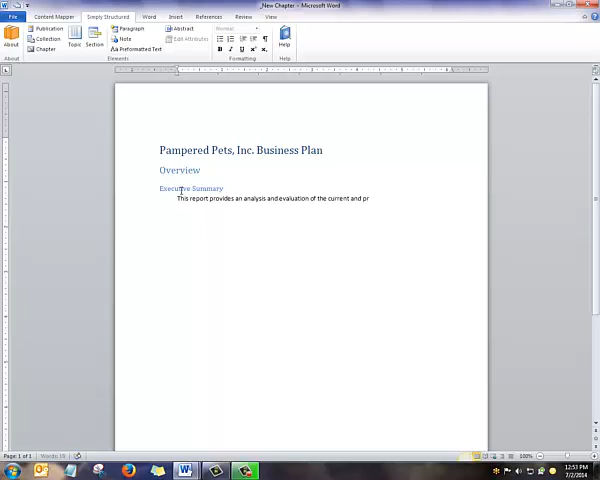 _New Chapter - Microsoft Word
File Content Mapper Simply Structured Word Insert References Review View
Publication Paragraph Abstract Normal
Collection Note Edit Attributes
About Chapter Topic Section Preformatted Text B I U Help
About Elements Formatting Help
Pampered Pets, Inc. Business Plan
Overview
Executive Summary
This report provides an analysis and evaluation of the current and pr
Page: 1 of 1 Words: 19 100%
12:53 PM
7/2/2014